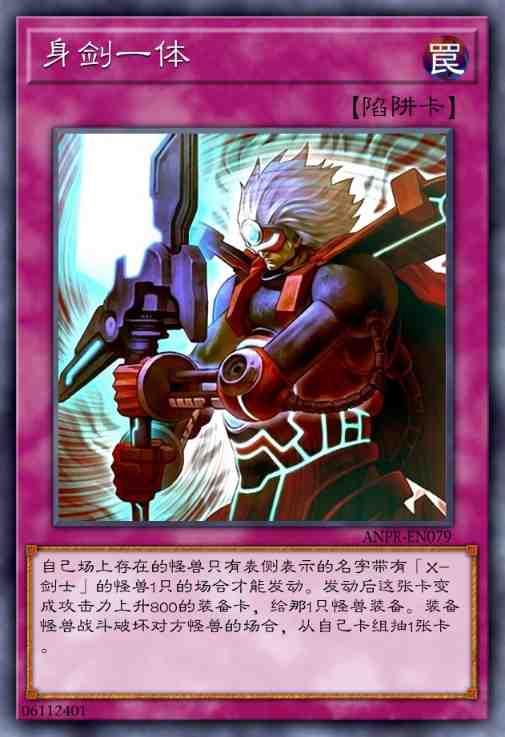 身剑一体
罠
【陷阱卡】
ANPR-EN079
自己场上存在的怪兽只有表侧表示的名字带有「X-
剑士」的怪兽1只的场合才能发动。发动后这张卡变
成攻击力上升800的装备卡，给那1只怪兽装备。装备
怪兽战斗破坏对方怪兽的场合，从自己卡组抽1张卡
。
06112401